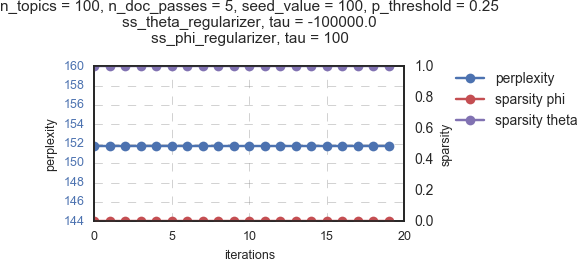 n_topics = 100, n_doc_passes = 5, seed_value = 100, p_threshold = 0.25
ss_theta_regularizer, tau = -100000.0
ss_phi_regularizer, tau = 100
160
158
156
154
152
150
148
146
144
perplexity
0
5
10
15
20
iterations
1.0
0.8
0.6
0.4
0.2
0.0
sparsity
perplexity
sparsity phi
sparsity theta